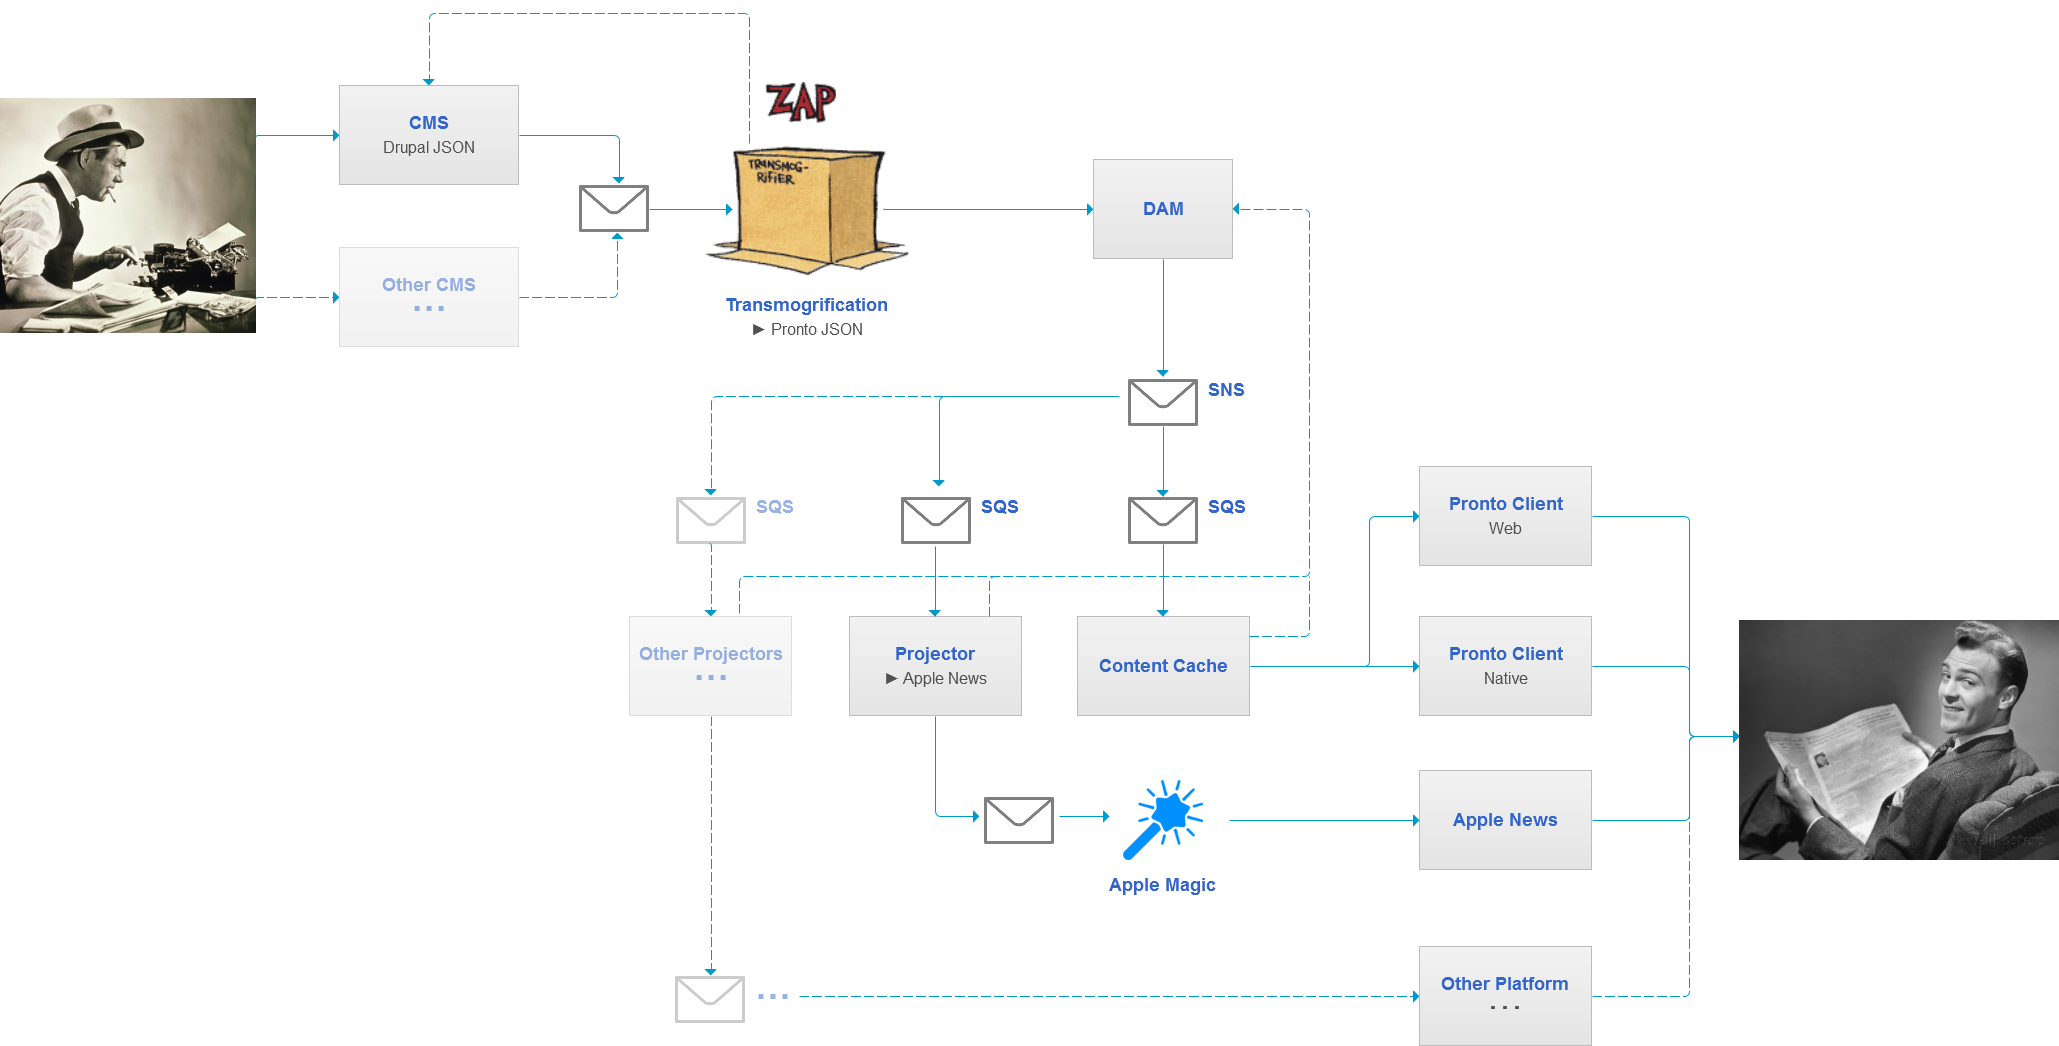 ZAP
CMS
Drupal JSON
TRANSMOG-
RIFIER
DAM
Other CMS
...
Transmogrification
► Pronto JSON
SNS
SQS
SQS
SQS
Pronto Client
Web
Other Projectors
...
Projector
► Apple News
Content Cache
Pronto Client
Native
Apple News
Apple Magic
Other Platform
...
...